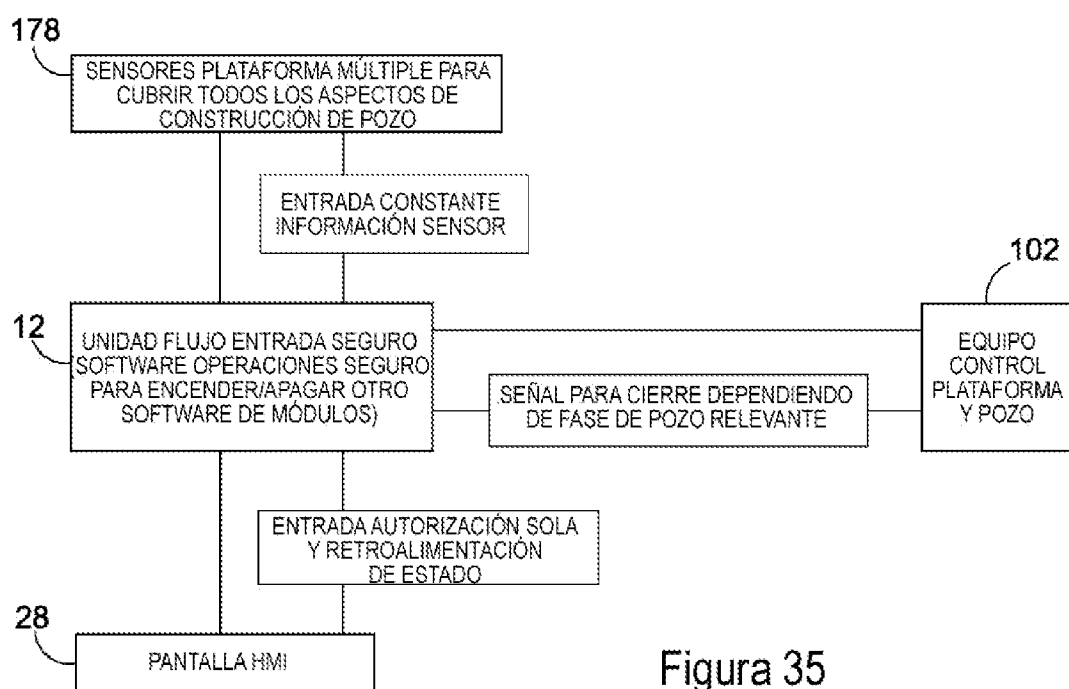 178
SENSORES PLATAFORMA MÚLTIPLE PARA
CUBRIR TODOS LOS ASPECTOS DE
CONSTRUCCIÓN DE POZO
ENTRADA CONSTANTE
INFORMACIÓN SENSOR
102
12
UNIDAD FLUJO ENTRADA SEGURO
SOFTWARE OPERACIONES SEGURO
PARA ENCENDER/APAGAR OTRO
SOFTWARE DE MÓDULOS)
EQUIPO
CONTROL
PLATAFORMA
Y POZO
SEÑAL PARA CIERRE DEPENDIENDO
DE FASE DE POZO RELEVANTE
ENTRADA AUTORIZACIÓN SOLA
Y RETROALIMENTACIÓN
DE ESTADO
28
PANTALLA HMI
Figura 35